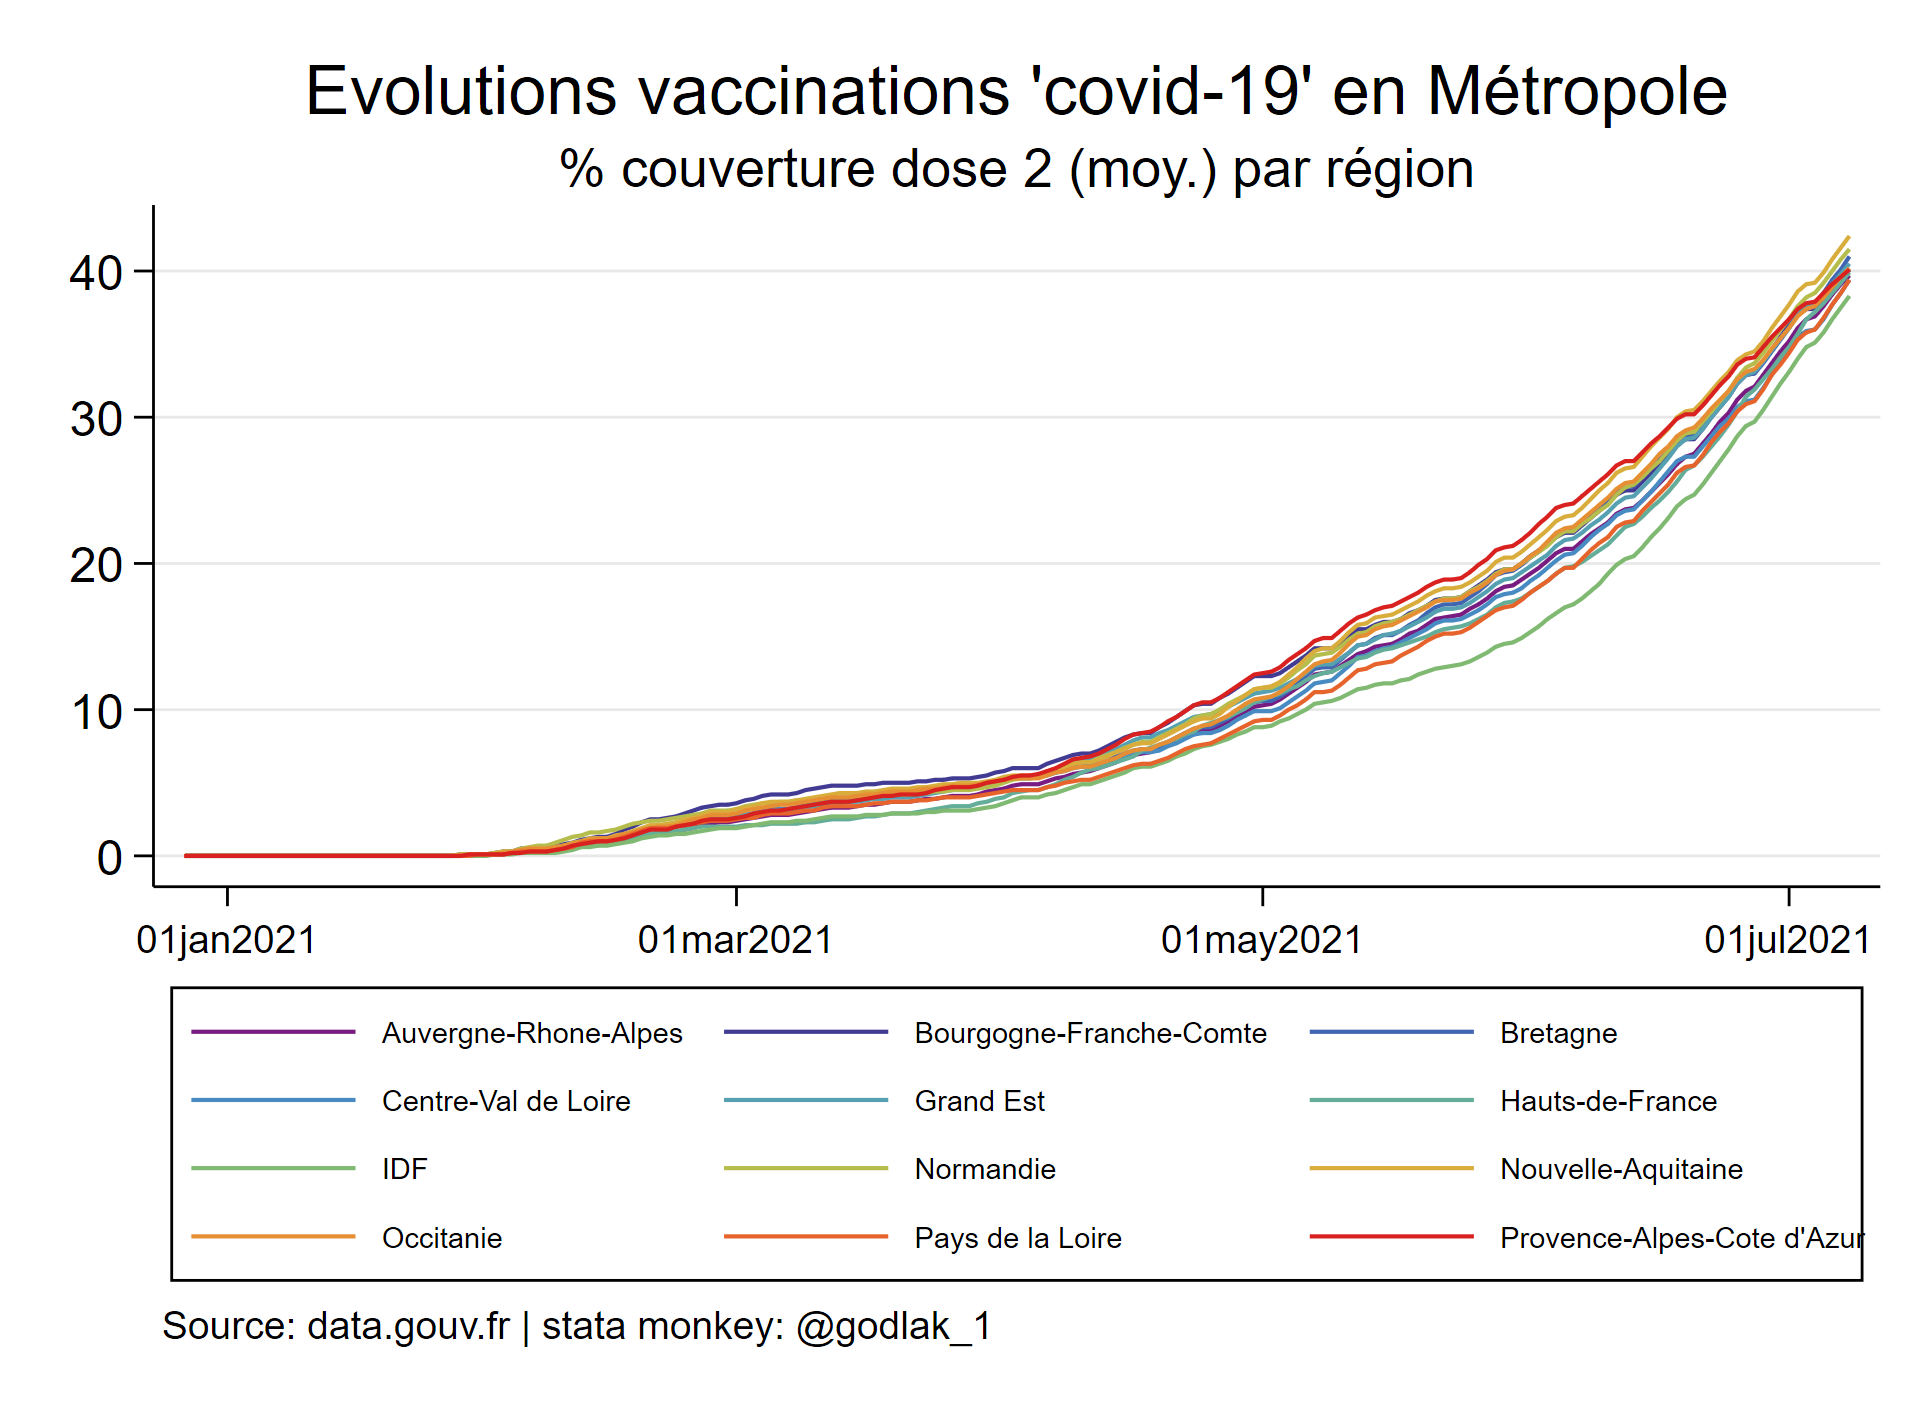 Evolutions vaccinations 'covid-19' en Métropole
% couverture dose 2 (moy.) par région
40
30
20
10
0
01jan2021 01mar2021 01may2021 01jul2021
Auvergne-Rhone-Alpes Bourgogne-Franche-Comte Bretagne
Centre-Val de Loire Grand Est Hauts-de-France
IDF Normandie Nouvelle-Aquitaine
Occitanie Pays de la Loire Provence-Alpes-Cote d'Azur
Source: data.gouv.fr | stata monkey: @godlak_1